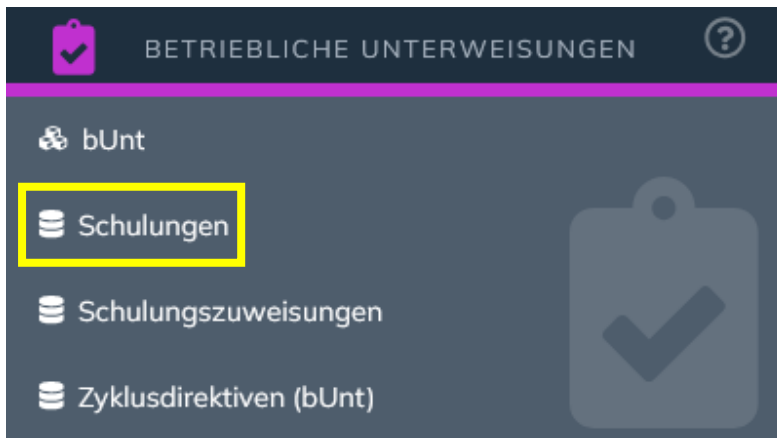 BETRIEBLICHE UNTERWEISUNGEN ?
bUnt
Schulungen
Schulungszuweisungen
Zyklusdirektiven (bUnt)